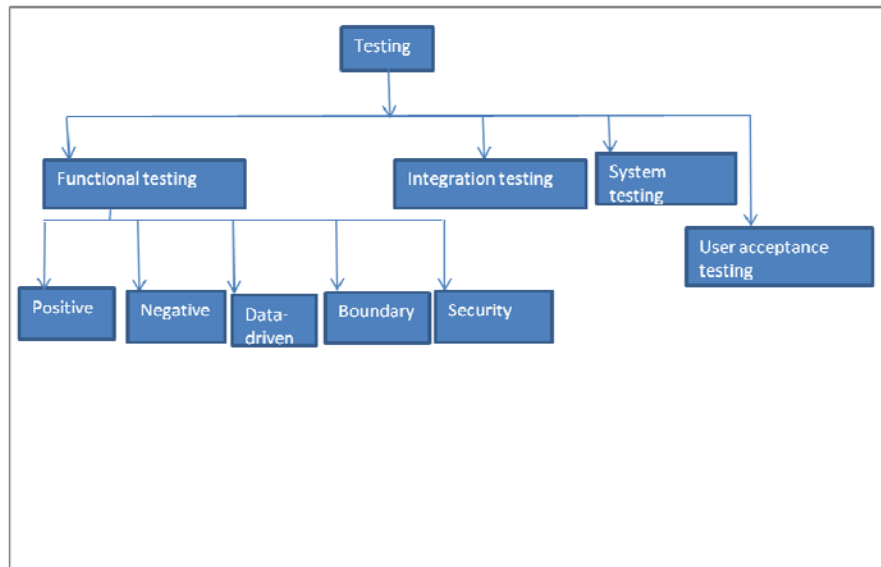 Testing
Functional testing
Integration testing
System
testing
User acceptance
testing
Positive
Negative
Data-
driven
Boundary
Security